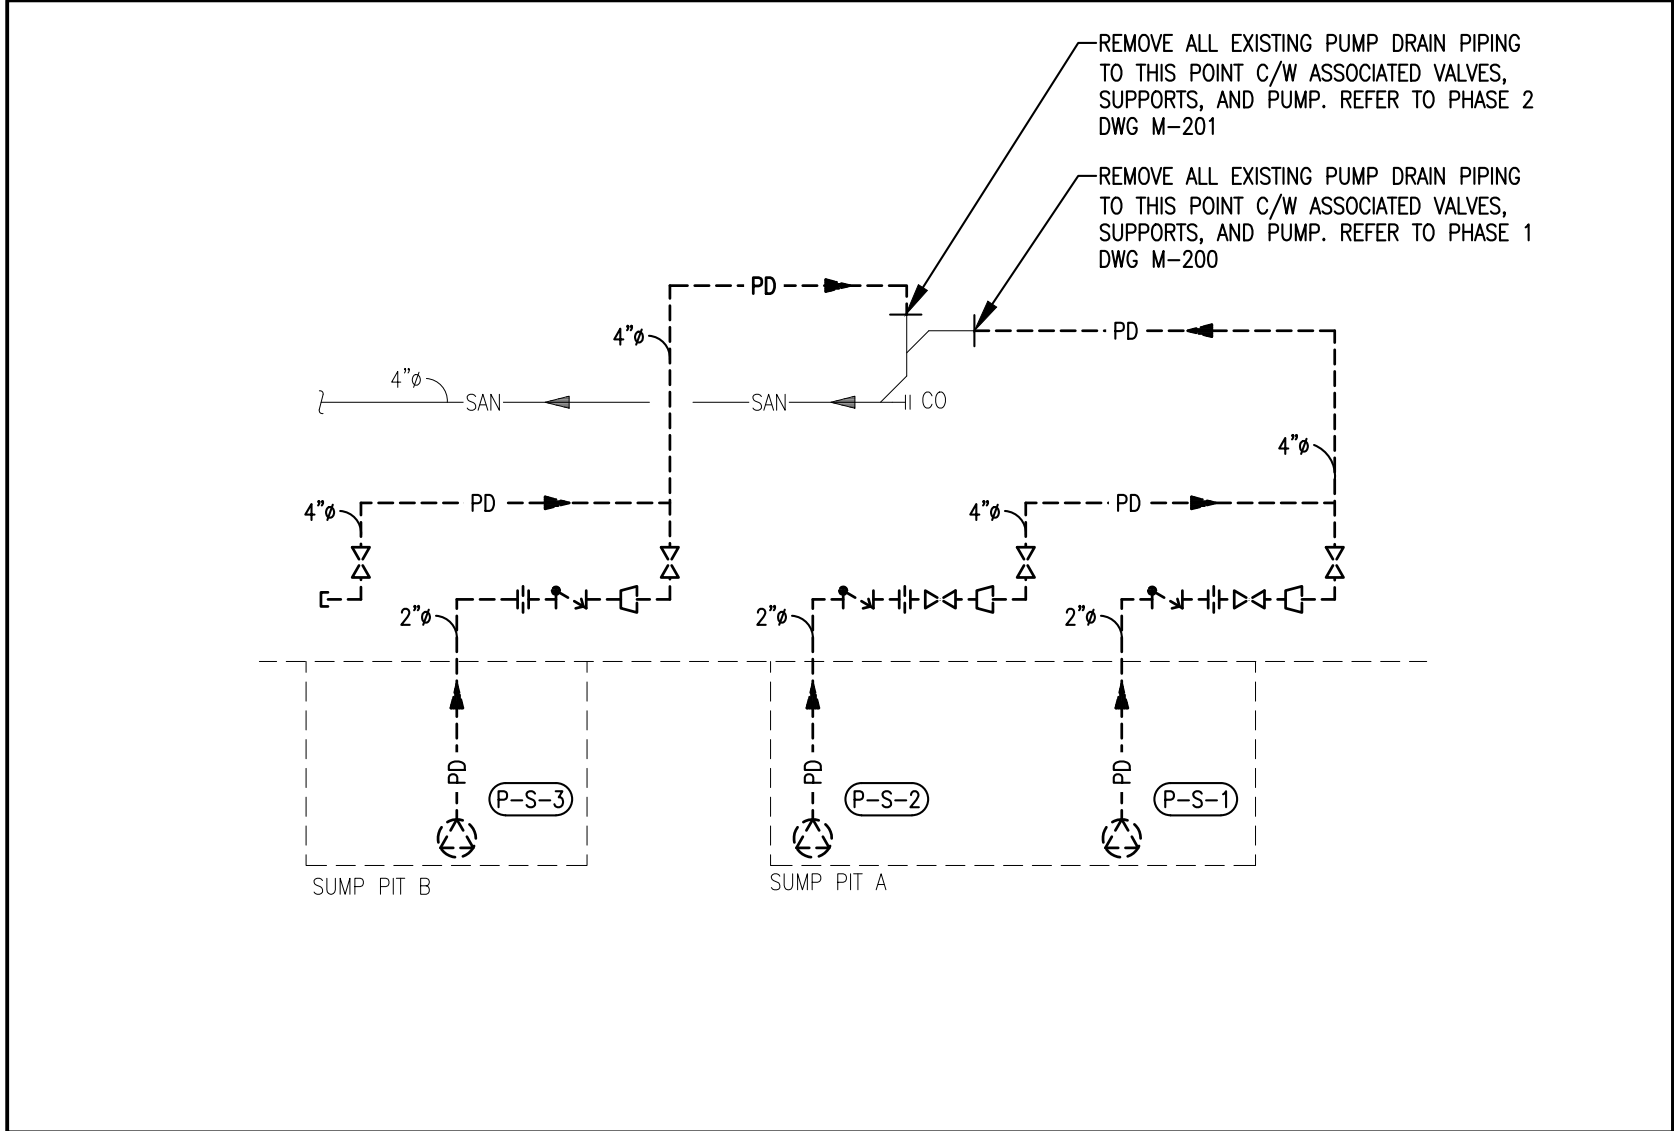 REMOVE ALL EXISTING PUMP DRAIN PIPING
TO THIS POINT C/W ASSOCIATED VALVES,
SUPPORTS, AND PUMP. REFER TO PHASE 2
DWG M-201
REMOVE ALL EXISTING PUMP DRAIN PIPING
TO THIS POINT C/W ASSOCIATED VALVES,
SUPPORTS, AND PUMP. REFER TO PHASE 1
DWG M-200
PD
4"ø
PD
4"ø
SAN
SAN
CO
4"ø
4"ø
PD
4"ø
PD
2"ø
2"ø
2"ø
PD
P-S-3
PD
P-S-2
PD
P-S-1
SUMP PIT B
SUMP PIT A